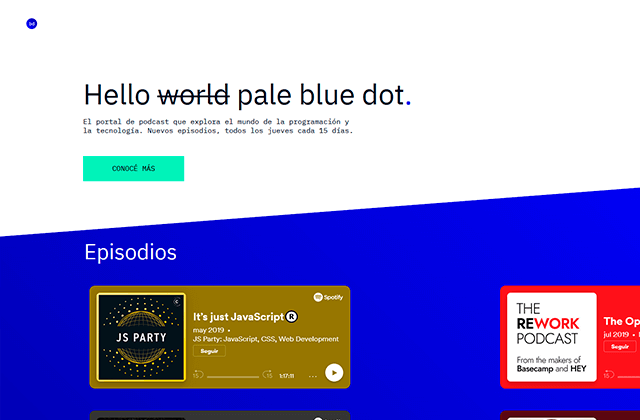 Hello world pale blue dot.
El portal de podcast que explora el mundo de la programación y
la tecnología. Nuevos episodios, todos los jueves cada 15 días.
CONOCÉ MÁS
Episodios
Spotify
JS PARTY
It's just JavaScript R
may 2019 •
JS Party: JavaScript, CSS, Web Development
Seguir
15
15
1:17:11
THE
REWORK
PODCAST
From the makers of
Basecamp and HEY
The Op
jul 2019 •
Seguir
15